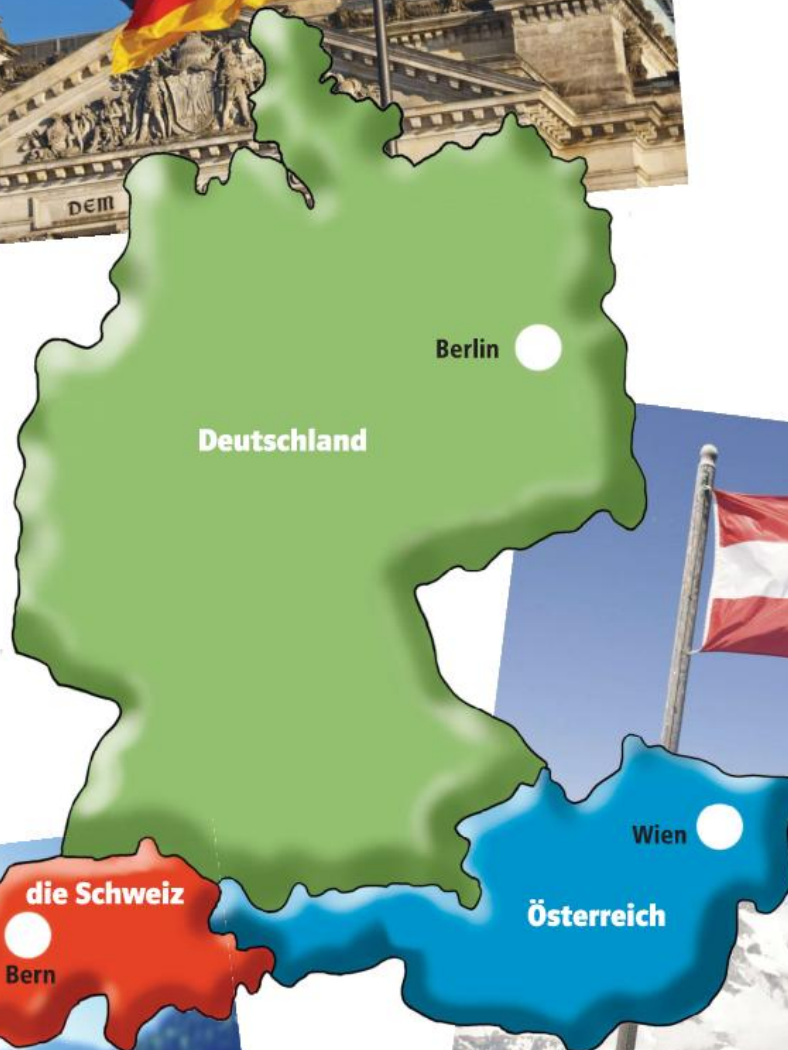 DEM
Berlin
Deutschland
Wien
die Schweiz
Österreich
Bern